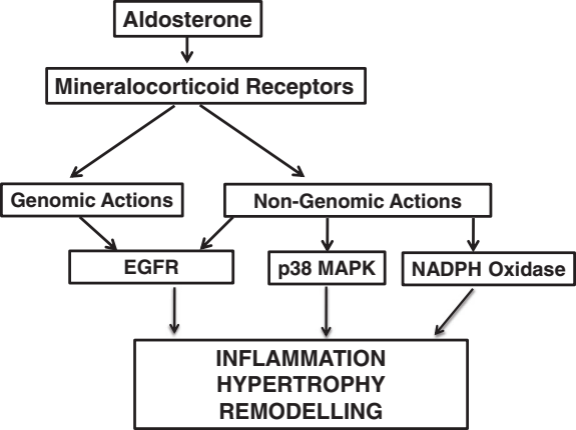 Aldosterone
Mineralocorticoid Receptors
Genomic Actions
Non-Genomic Actions
EGFR
p38 MAPK
NADPH Oxidase
INFLAMMATION
HYPERTROPHY
REMODELLING